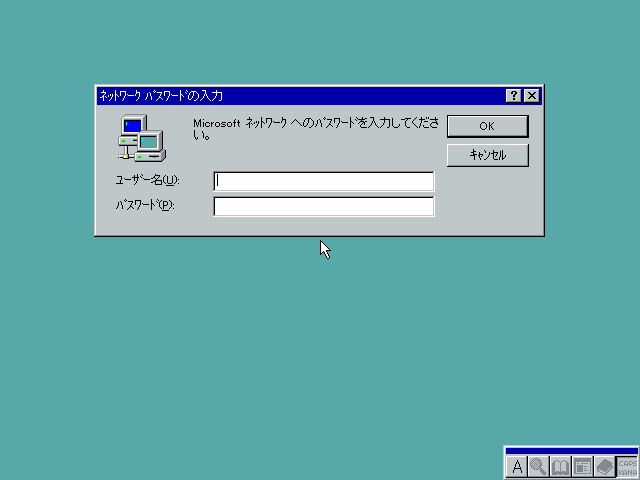 ネットワーク パスワードの入力
Microsoft ネットワーク へのパスワードを入力してくださ
い。
OK
キャンセル
ユーザー名(U):
パスワード(P):
A
CAPS
KANA